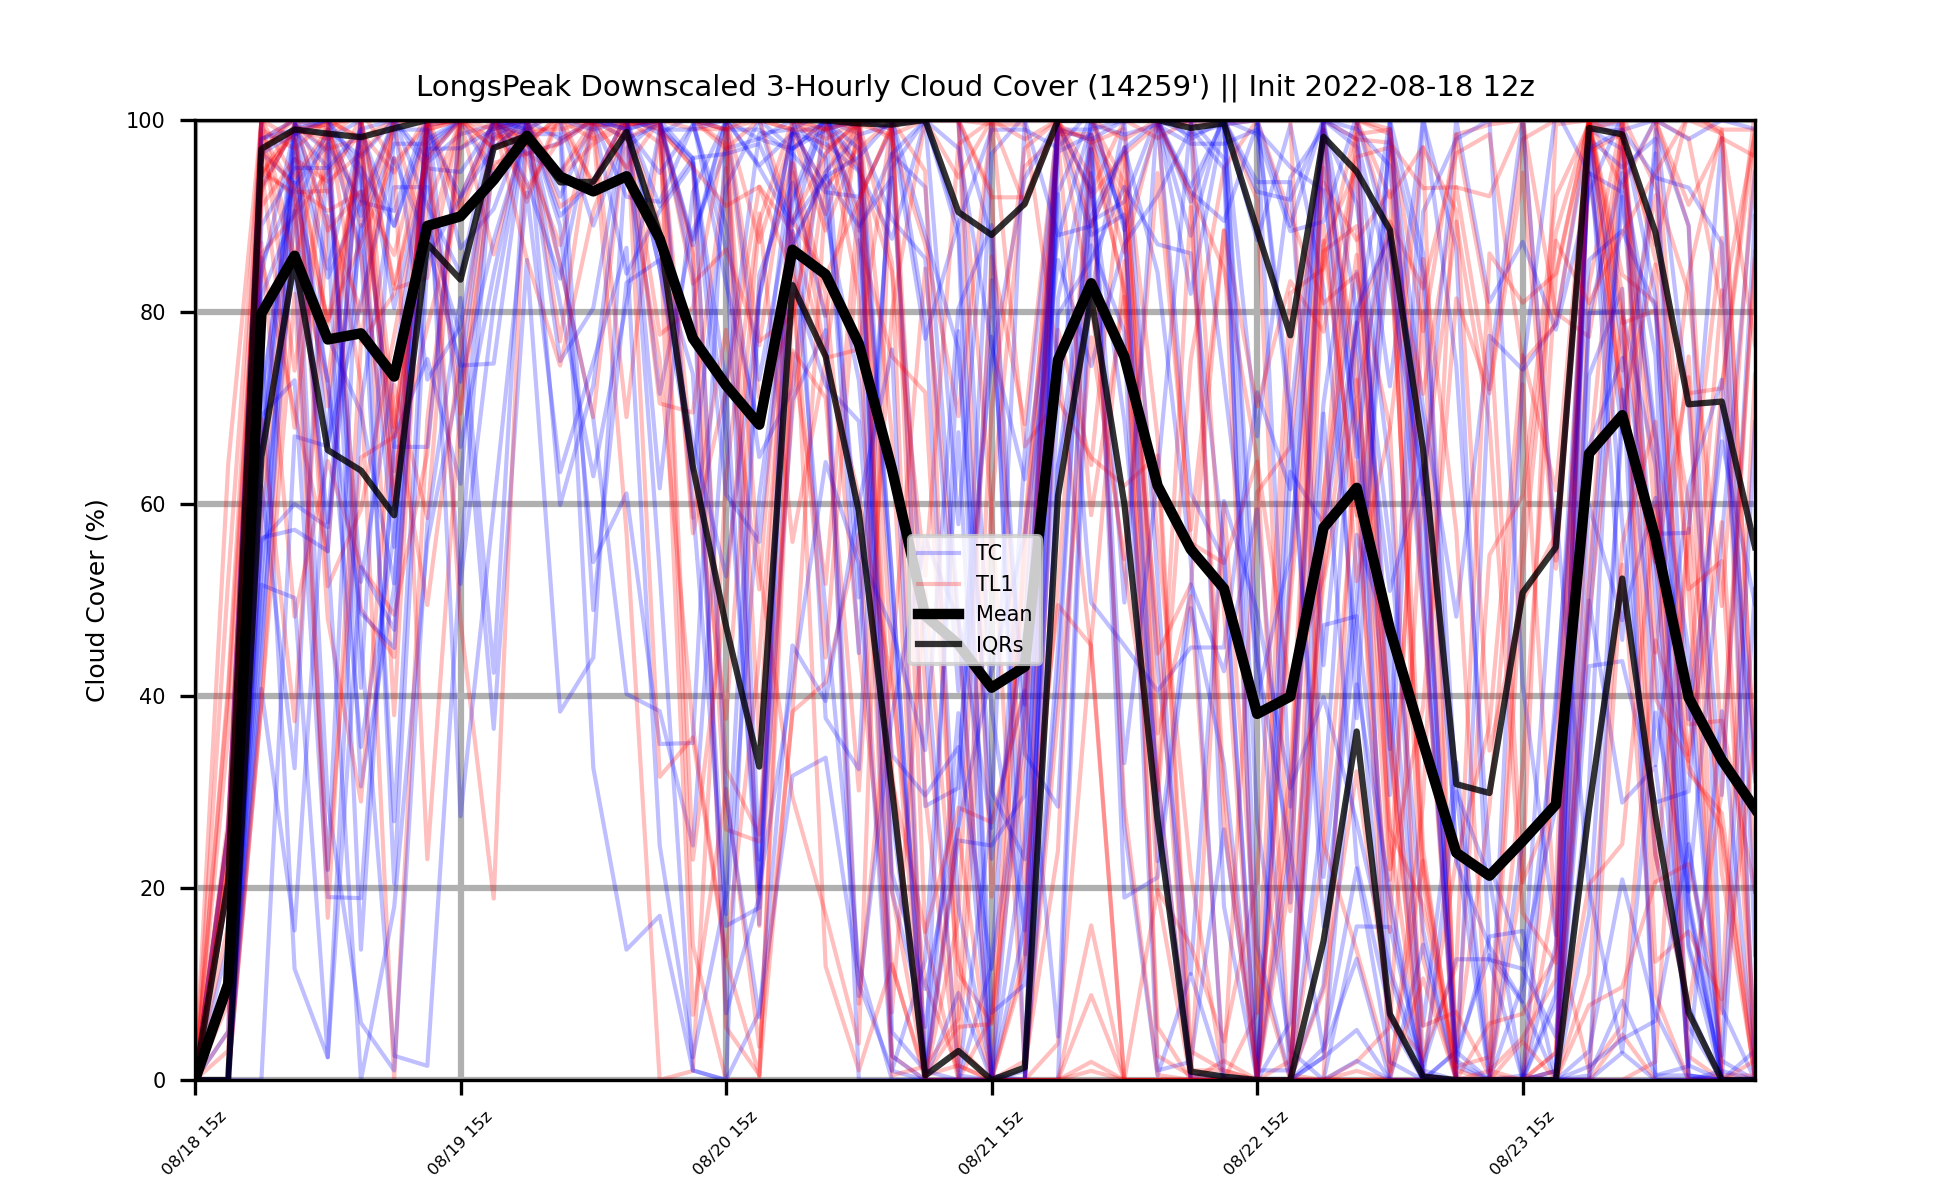 LongsPeak Downscaled 3-Hourly Cloud Cover (14259') || Init 2022-08-18 12z
Cloud Cover (%)
100
80
60
40
20
0
TC
TL1
Mean
IQRs
08/18 15z
08/19 15z
08/20 15z
08/21 15z
08/22 15z
08/23 15z